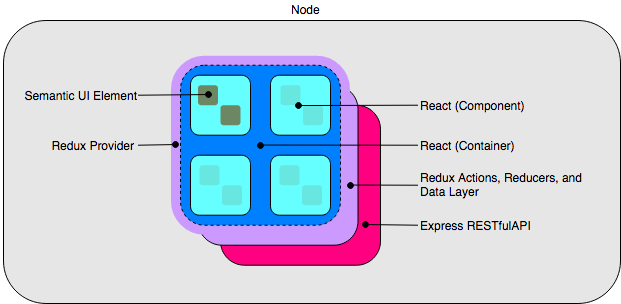 Node
Semantic UI Element
React (Component)
Redux Provider
React (Container)
Redux Actions, Reducers, and
Data Layer
Express RESTfulAPI